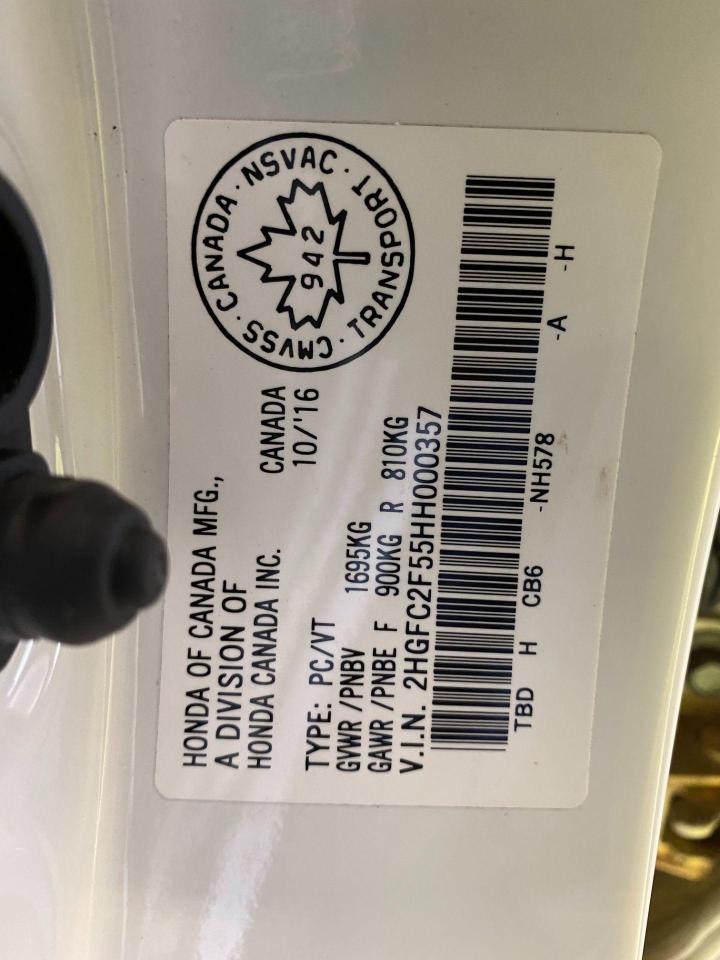 HONDA OF CANADA MFG.,
A DIVISION OF
HONDA CANADA INC.
CANADA
10/'16
CMVSS · CANADA · NSVAC · TRANSPORT ·
942
TYPE: PC/VT
GVWR /PNBV 1695KG
GAWR /PNBE F 900KG R 810KG
V.I.N. 2HGFC2F55HH000357
TBD H CB6 -NH578 -A -H